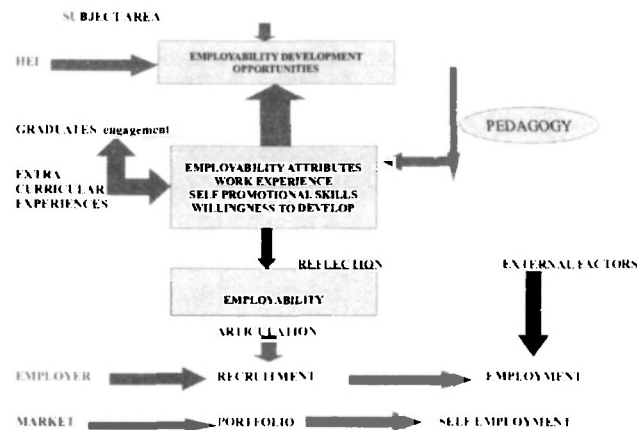 SUBJECT AREA
HEI
EMPLOYABILITY DEVELOPMENT
OPPORTUNITIES
PEDAGOGY
GRADUATES engagement
EXTRA
CURRICULAR
EXPERIENCES
EMPLOYABILITY ATTRIBUTES
WORK EXPERIENCE
SELF PROMOTIONAL SKILLS
WILLINGNESS TO DEVELOP
REFLECTION
EXTERNAL FACTORS
EMPLOYABILITY
ARTICULATION
EMPLOYER
RECRUITMENT
EMPLOYMENT
MARKET
PORTFOLIO
SELF EMPLOYMENT